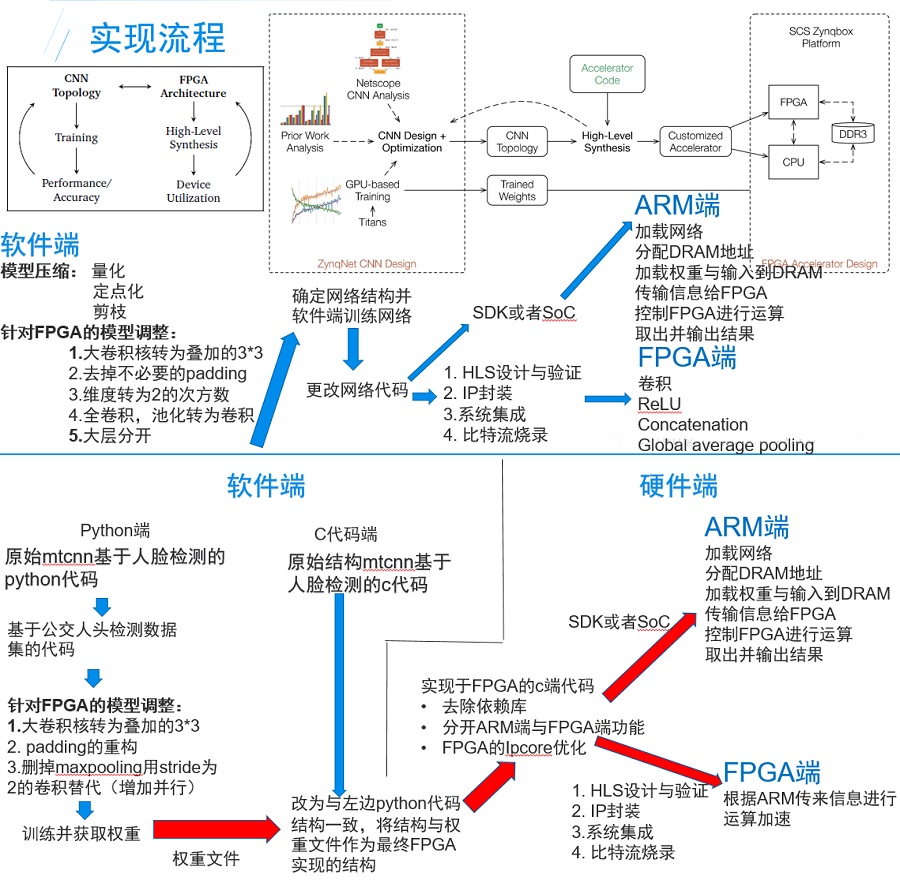 实现流程
CNN
Topology
FPGA
Architecture
Training
High-Level
Synthesis
Performance/
Accuracy
Device
Utilization
Netscope
CNN Analysis
Prior Work
Analysis
CNN Design +
Optimization
GPU-based
Training
Titans
ZynqNet CNN Design
CNN
Topology
Trained
Weights
Accelerator
Code
High-Level
Synthesis
Customized
Accelerator
SCS Zynqbox
Platform
FPGA
CPU
DDR3
FPGA Accelerator Design
软件端
模型压缩： 量化
定点化
剪枝
针对FPGA的模型调整：
1.大卷积核转为叠加的3*3
2.去掉不必要的padding
3.维度转为2的次方数
4.全卷积，池化转为卷积
5.大层分开
确定网络结构并
软件端训练网络
更改网络代码
SDK或者SoC
1. HLS设计与验证
2. IP封装
3.系统集成
4. 比特流烧录
ARM端
加载网络
分配DRAM地址
加载权重与输入到DRAM
传输信息给FPGA
控制FPGA进行运算
取出并输出结果
FPGA端
卷积
ReLU
Concatenation
Global average pooling
软件端
Python端
原始mtcnn基于人脸检测的
python代码
基于公交人头检测数据
集的代码
针对FPGA的模型调整：
1.大卷积核转为叠加的3*3
2. padding的重构
3.删掉maxpooling用stride为
2的卷积替代（增加并行）
训练并获取权重
权重文件
C代码端
原始结构mtcnn基于
人脸检测的c代码
改为与左边python代码
结构一致，将结构与权
重文件作为最终FPGA
实现的结构
硬件端
实现于FPGA的c端代码
• 去除依赖库
• 分开ARM端与FPGA端功能
• FPGA的Ipcore优化
SDK或者SoC
ARM端
加载网络
分配DRAM地址
加载权重与输入到DRAM
传输信息给FPGA
控制FPGA进行运算
取出并输出结果
1. HLS设计与验证
2. IP封装
3.系统集成
4. 比特流烧录
FPGA端
根据ARM传来信息进行
运算加速